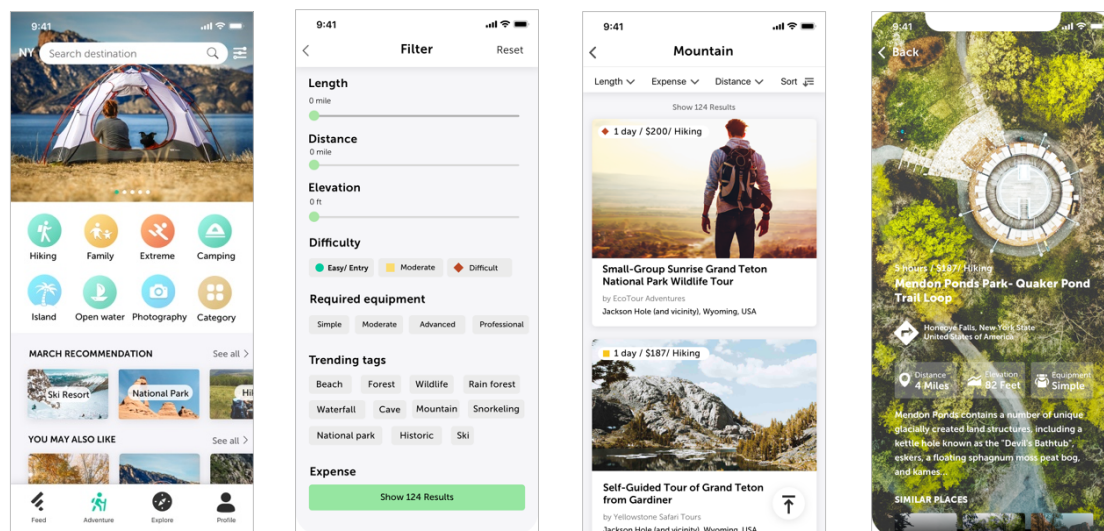 9:41
NY
Search destination
Hiking
Family
Extreme
Camping
Island
Open water
Photography
Category
MARCH RECOMMENDATION
See all >
Ski Resort
National Park
Hi
YOU MAY ALSO LIKE
See all >
Feed
Adventure
Explore
Profile
9:41
Filter
Reset
Length
0 mile
Distance
0 mile
Elevation
0 ft
Difficulty
Easy/ Entry
Moderate
Difficult
Required equipment
Simple
Moderate
Advanced
Professional
Trending tags
Beach
Forest
Wildlife
Rain forest
Waterfall
Cave
Mountain
Snorkeling
National park
Historic
Ski
Expense
Show 124 Results
9:41
Mountain
Length
Expense
Distance
Sort
Show 124 Results
1 day / $200/ Hiking
Small-Group Sunrise Grand Teton
National Park Wildlife Tour
by EcoTour Adventures
Jackson Hole (and vicinity), Wyoming, USA
1 day / $187/ Hiking
Self-Guided Tour of Grand Teton
from Gardiner
by Yellowstone Safari Tours
Jackson Hole (and vicinity), Wyoming, USA
9:41
Back
5 hours / $187/ Hiking
Mendon Ponds Park- Quaker Pond
Trail Loop
Honeoye Falls, New York State
United States of America
Distance
4 Miles
Elevation
82 Feet
Equipment
Simple
Mendon Ponds contains a number of unique
glacially created land structures, including a
kettle hole known as the "Devil's Bathtub",
eskers, a floating sphagnum moss peat bog,
and kames...
SIMILAR PLACES